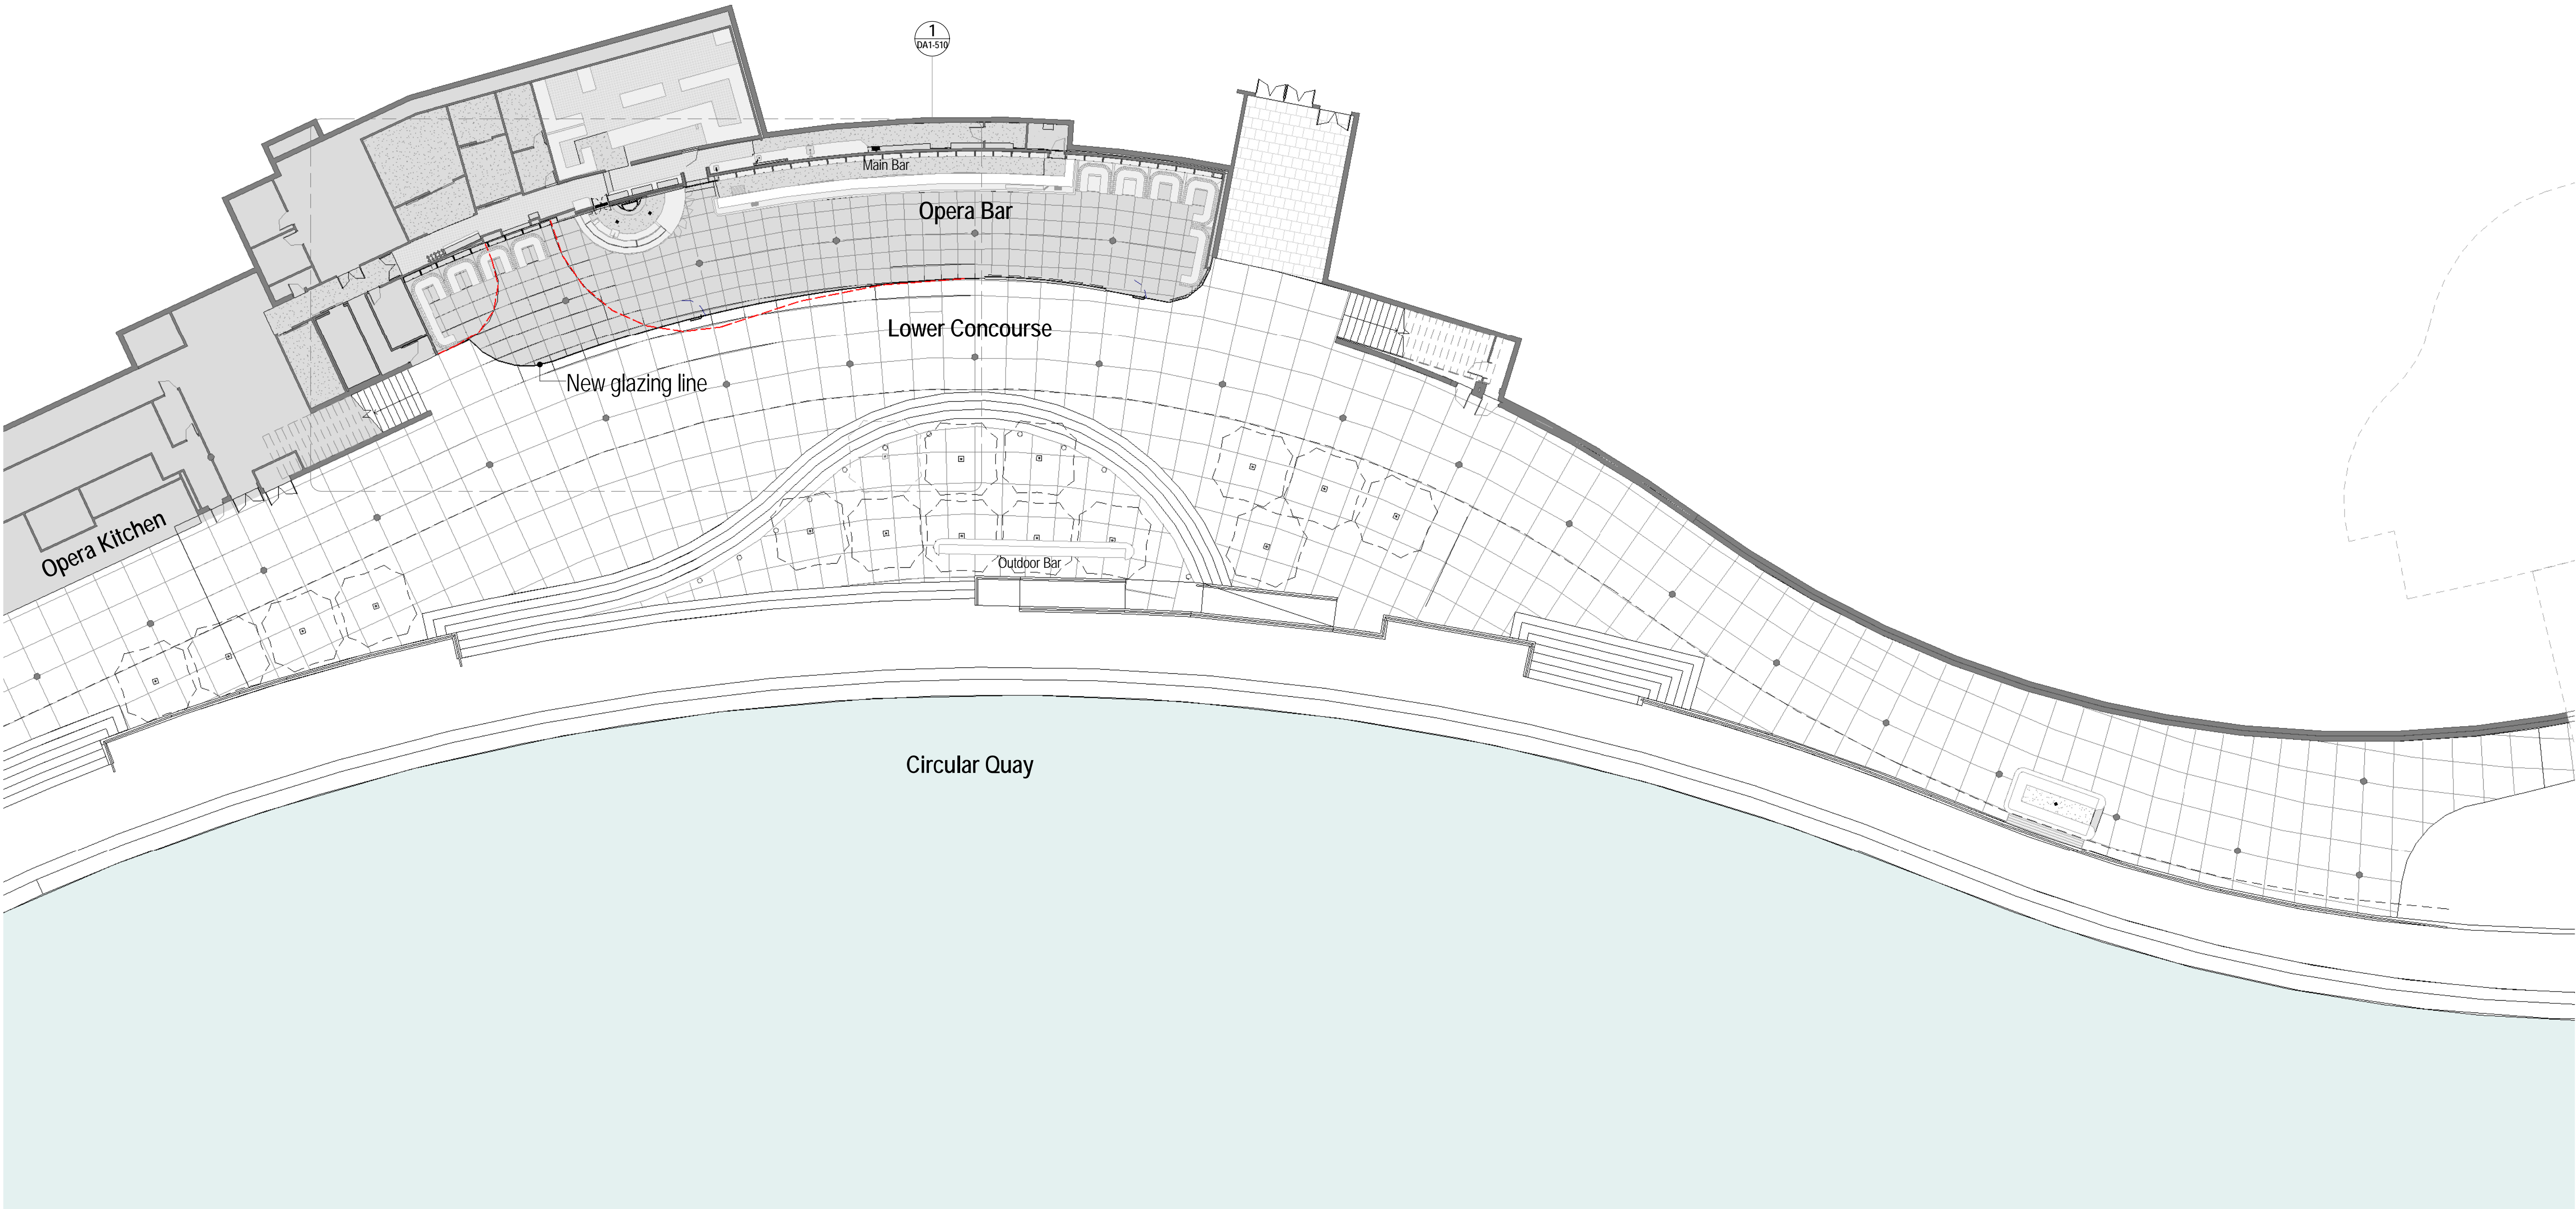 1
DA1-510
Main Bar
Opera Bar
Lower Concourse
New glazing line
Opera Kitchen
Outdoor Bar
Circular Quay